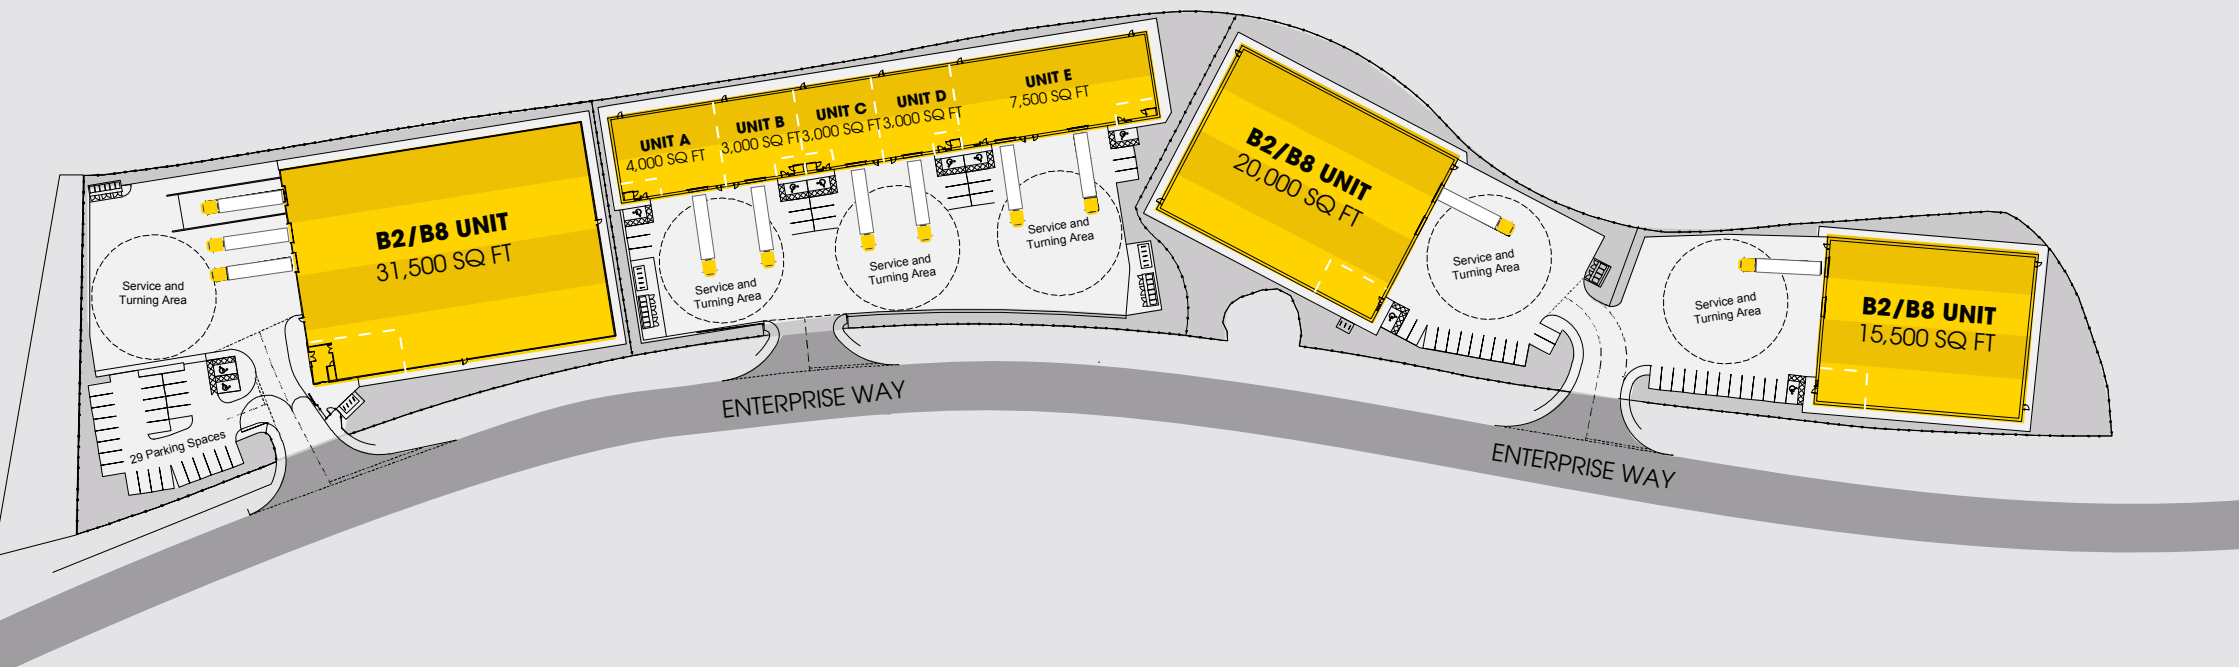 B2/B8 UNIT
31,500 SQ FT
Service and
Turning Area
29 Parking Spaces
UNIT A
4,000 SQ FT
UNIT B
3,000 SQ FT
UNIT C
3,000 SQ FT
UNIT D
3,000 SQ FT
UNIT E
7,500 SQ FT
Service and
Turning Area
Service and
Turning Area
Service and
Turning Area
ENTERPRISE WAY
B2/B8 UNIT
20,000 SQ FT
Service and
Turning Area
Service and
Turning Area
B2/B8 UNIT
15,500 SQ FT
ENTERPRISE WAY